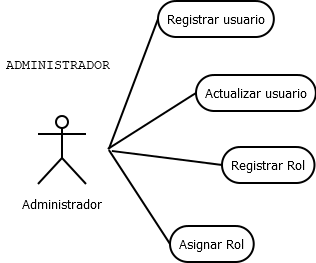 Registrar usuario
ADMINISTRADOR
Actualizar usuario
Registrar Rol
Administrador
Asignar Rol